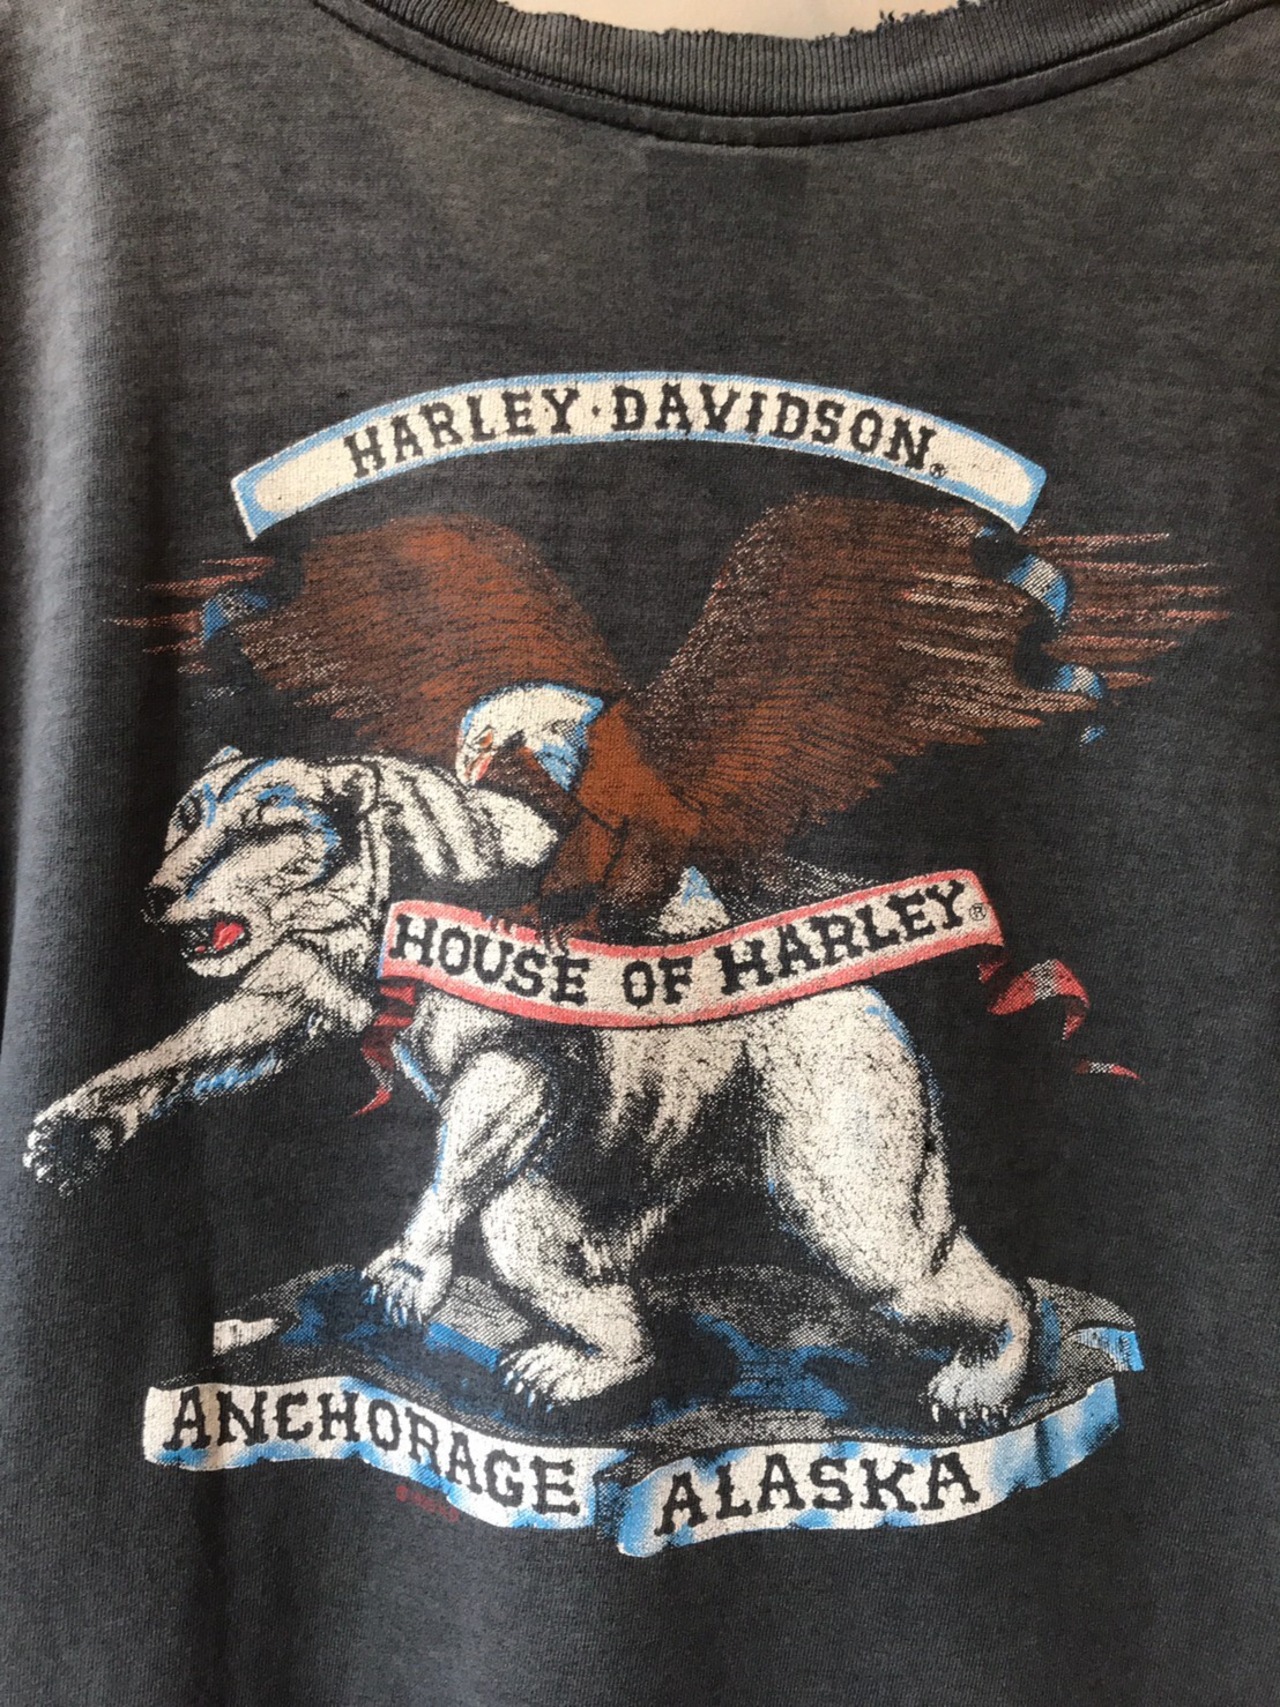 HARLEY·DAVIDSON®
HOUSE OF HARLEY®
ANCHORAGE ALASKA